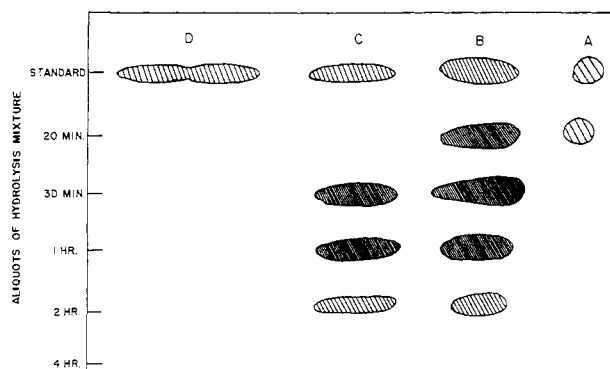 D C B A
STANDARD
20 MIN.
30 MIN.
1 HR.
2 HR.
4 HR.
ALIQUOTS OF HYDROLYSIS MIXTURE